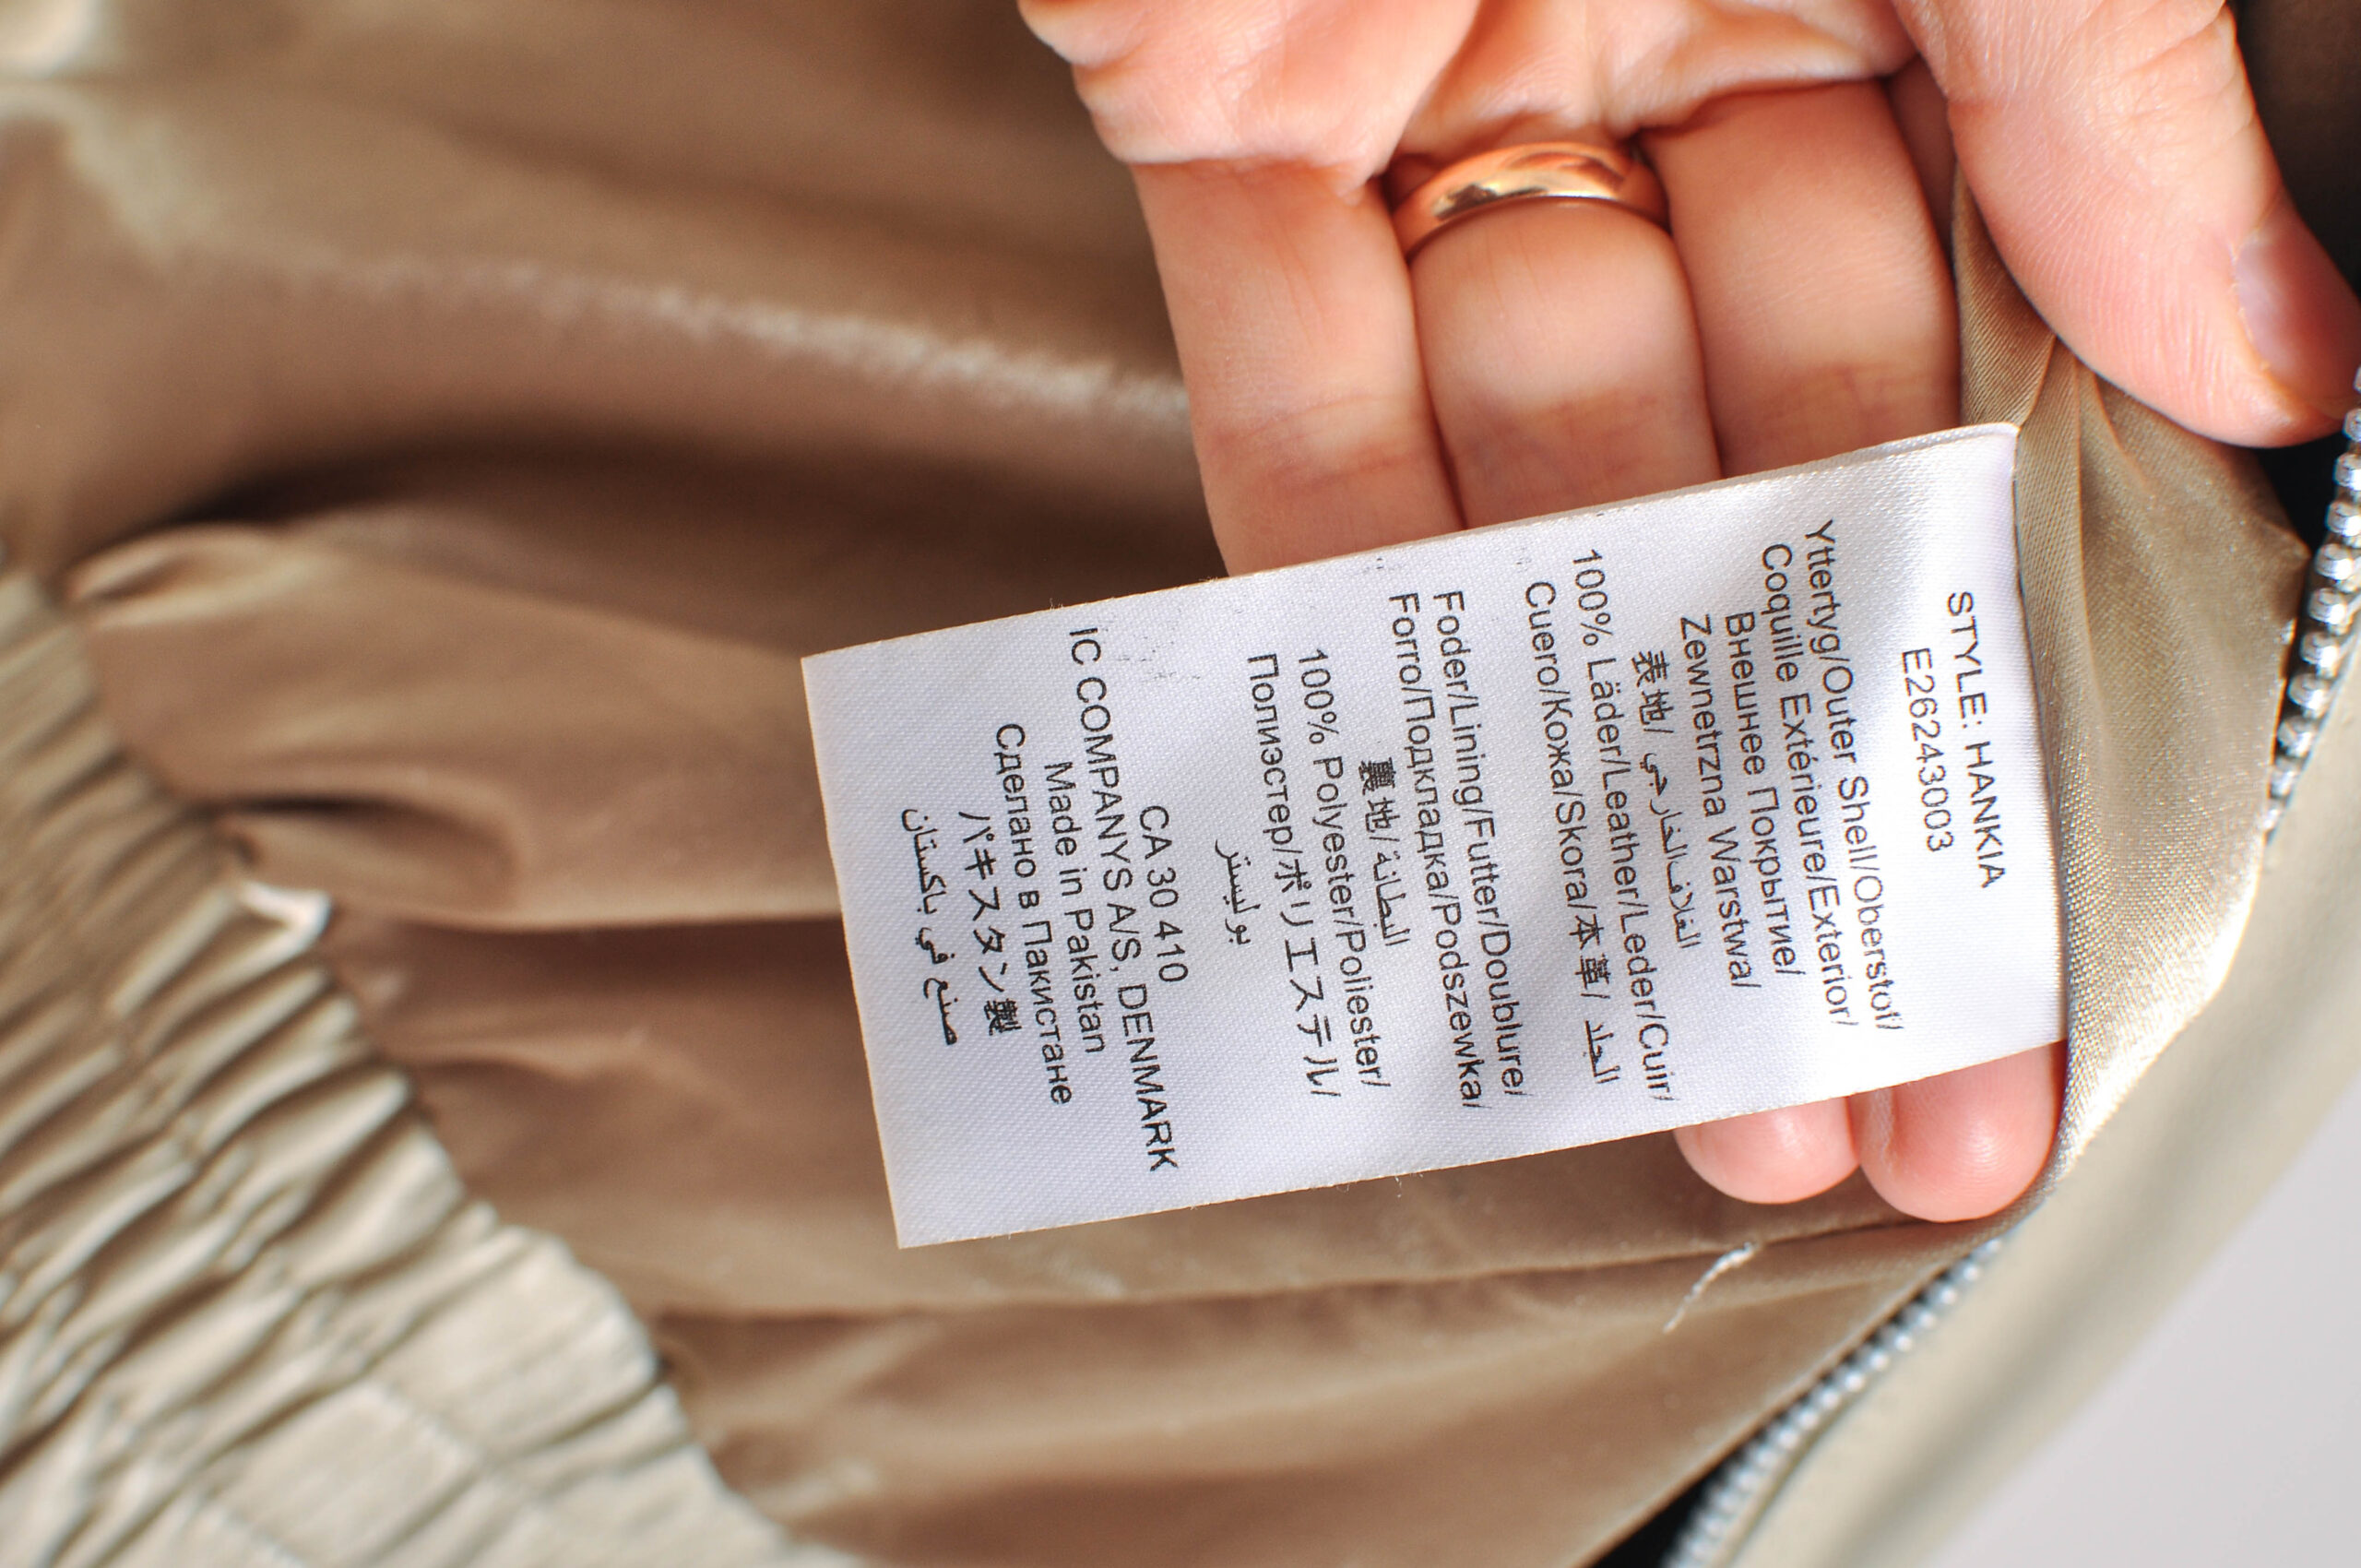 STYLE: HANKIA
E26243003
Yttertyg/Outer Shell/Oberstoff/
Coquille Extérieure/Exterior/
Внешнее Покрытие/
Zewnetrzna Warstwa/
表地/ الغلاف الخارجي
100% Läder/Leather/Leder/Cuir/
Cuero/Кожа/Skora/本革/ الجلد
Foder/Lining/Futter/Doublure/
Forro/Подкладка/Podszewka/
裏地/البطانة
100% Polyester/Poliester/
Полиэстер/ポリエステル/
بوليستر
CA 30 410
IC COMPANYS A/S, DENMARK
Made in Pakistan
Сделано в Пакистане
パキスタン製
صنع في باكستان